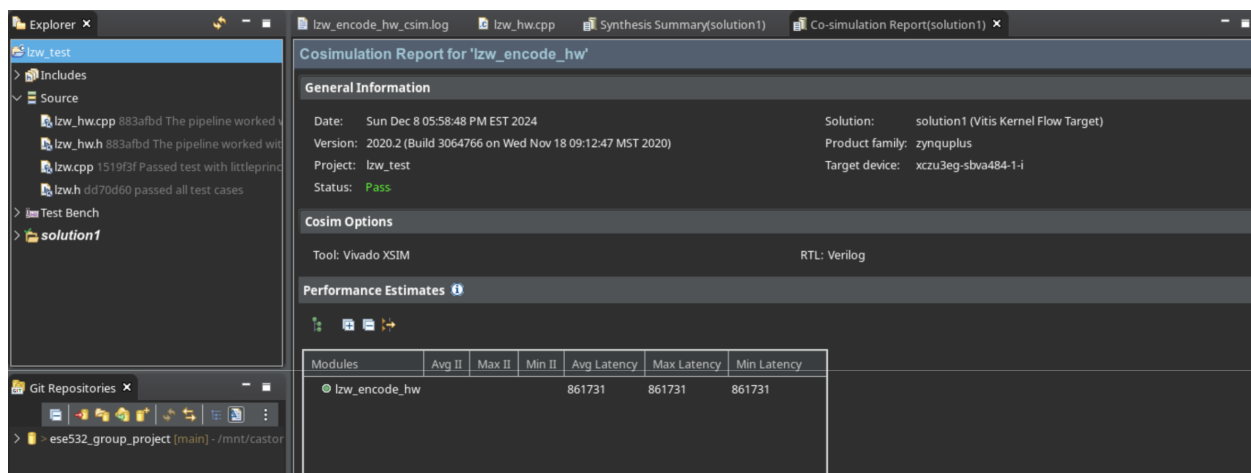 Explorer
lzw_test
Includes
Source
lzw_hw.cpp 883afbd The pipeline worked
lzw_hw.h 883afbd The pipeline worked wit
lzw.cpp 1519f3f Passed test with littleprinc
lzw.h dd70d60 passed all test cases
Test Bench
solution1
Git Repositories
> ese532_group_project [main] - /mnt/castor
lzw_encode_hw_csim.log lzw_hw.cpp Synthesis Summary(solution1) Co-simulation Report(solution1)
Cosimulation Report for 'lzw_encode_hw'
General Information
Date: Sun Dec 8 05:58:48 PM EST 2024
Version: 2020.2 (Build 3064766 on Wed Nov 18 09:12:47 MST 2020)
Project: lzw_test
Status: Pass
Solution: solution1 (Vitis Kernel Flow Target)
Product family: zynquplus
Target device: xczu3eg-sbva484-1-i
Cosim Options
Tool: Vivado XSIM RTL: Verilog
Performance Estimates
Modules Avg II Max II Min II Avg Latency Max Latency Min Latency
lzw_encode_hw 861731 861731 861731